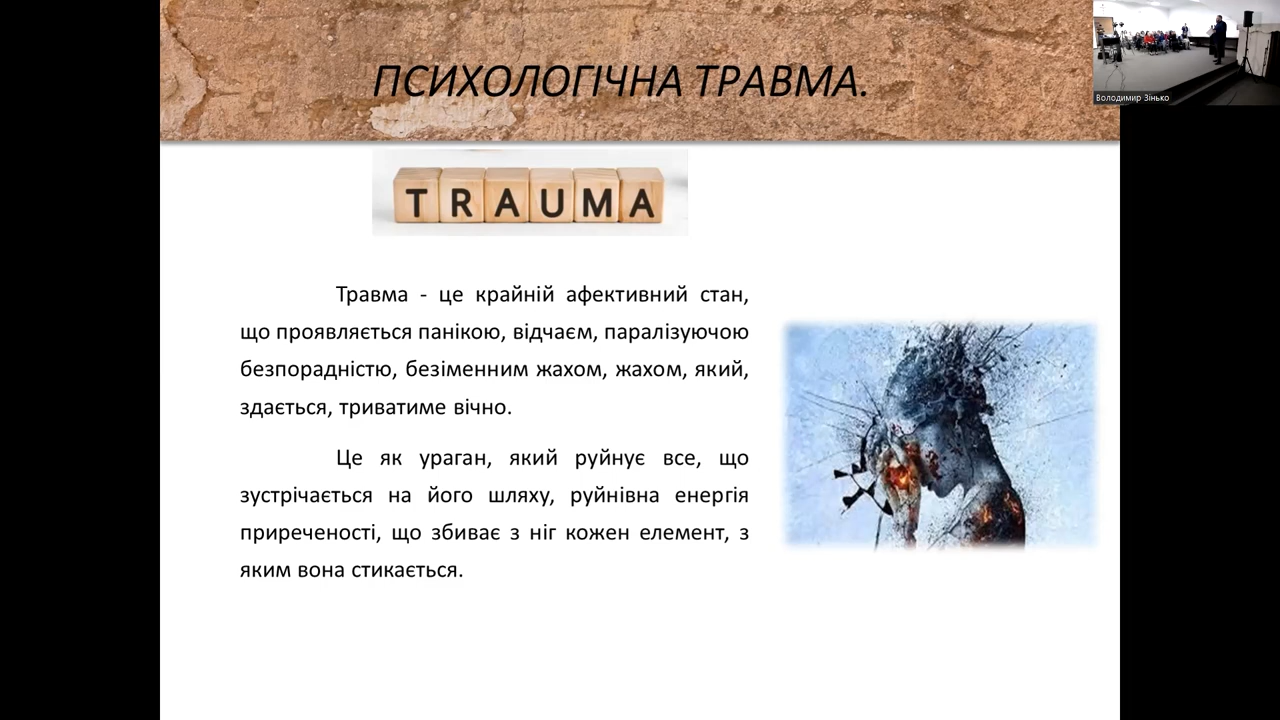 ПСИХОЛОГІЧНА ТРАВМА.
Володимир Зінько
TRAUMA
Травма - це крайній афективний стан,
що проявляється панікою, відчаєм, паралізуючою
безпорадністю, безіменним жахом, жахом, який,
здається, триватиме вічно.
Це як ураган, який руйнує все, що
зустрічається на його шляху, руйнівна енергія
приреченості, що збиває з ніг кожен елемент, з
яким вона стикається.